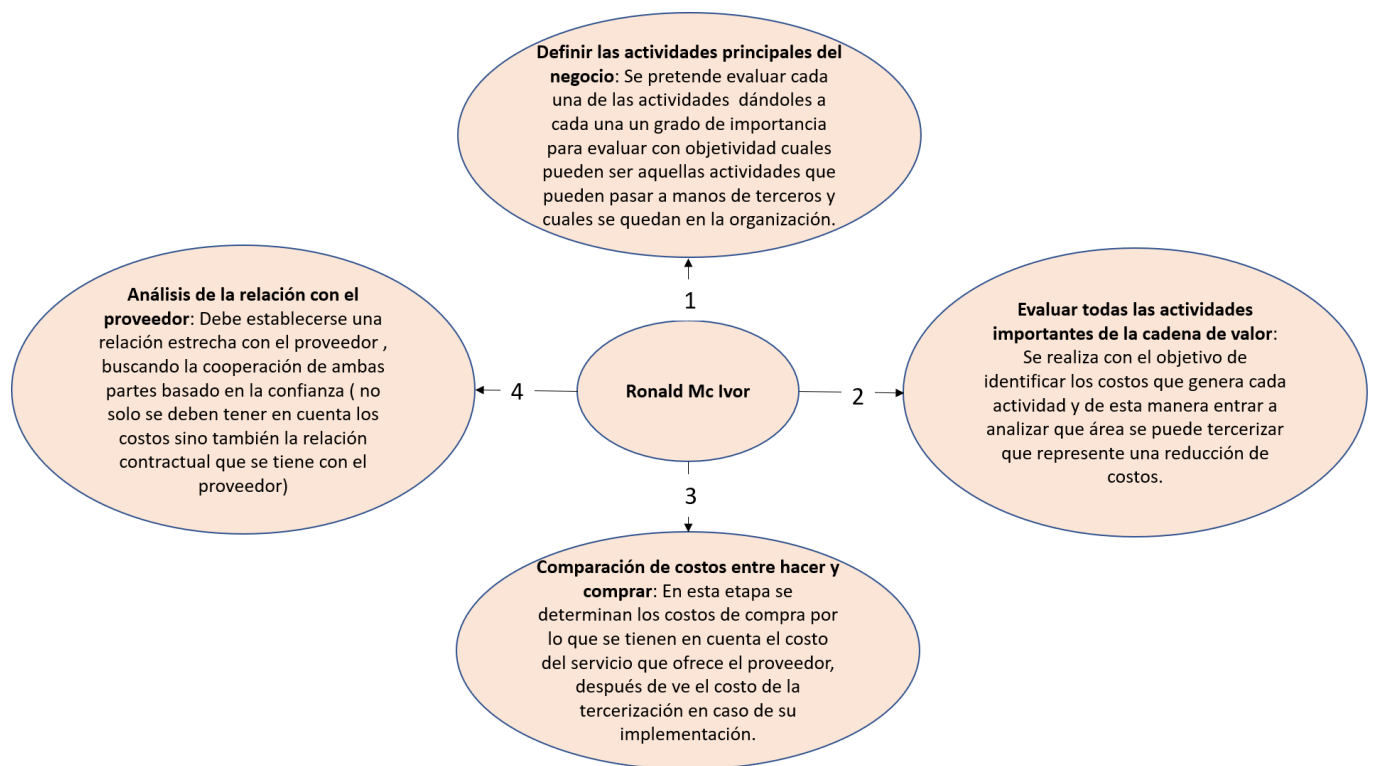 Definir las actividades principales del
negocio: Se pretende evaluar cada
una de las actividades dándoles a
cada una un grado de importancia
para evaluar con objetividad cuales
pueden ser aquellas actividades que
pueden pasar a manos de terceros y
cuales se quedan en la organización.
1
Ronald Mc Ivor
2
Evaluar todas las actividades
importantes de la cadena de valor:
Se realiza con el objetivo de
identificar los costos que genera cada
actividad y de esta manera entrar a
analizar que área se puede tercerizar
que represente una reducción de
costos.
3
Comparación de costos entre hacer y
comprar: En esta etapa se
determinan los costos de compra por
lo que se tienen en cuenta el costo
del servicio que ofrece el proveedor,
después de ve el costo de la
tercerización en caso de su
implementación.
4
Análisis de la relación con el
proveedor: Debe establecerse una
relación estrecha con el proveedor ,
buscando la cooperación de ambas
partes basado en la confianza ( no
solo se deben tener en cuenta los
costos sino también la relación
contractual que se tiene con el
proveedor)